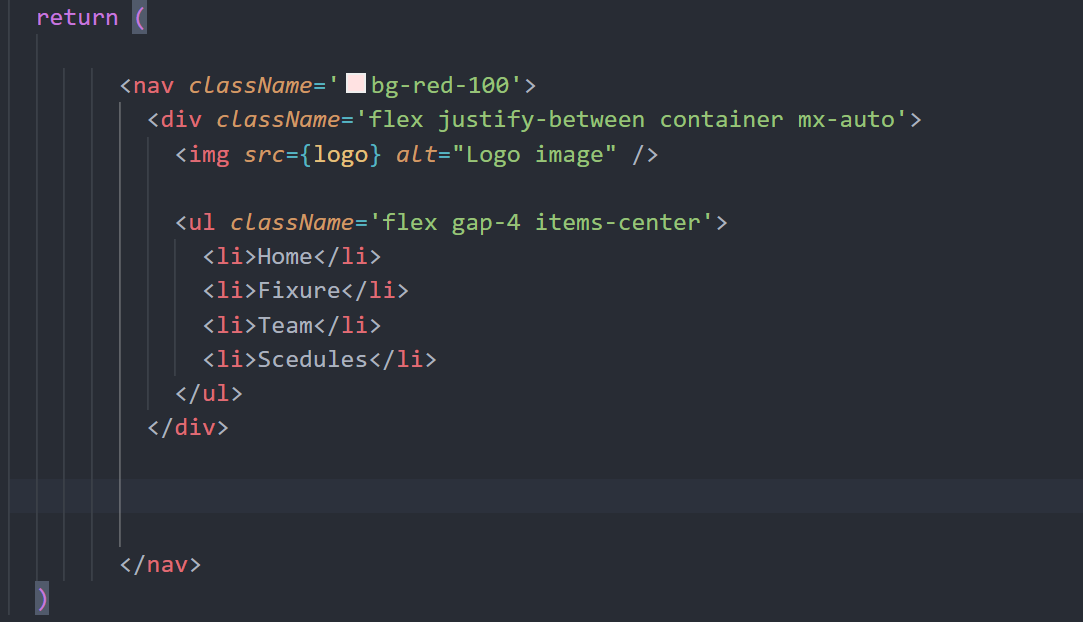 return (
<nav className='bg-red-100'>
<div className='flex justify-between container mx-auto'>
<img src={logo} alt="Logo image" />
<ul className='flex gap-4 items-center'>
<li>Home</li>
<li>Fixure</li>
<li>Team</li>
<li>Scedules</li>
</ul>
</div>
</nav>
)